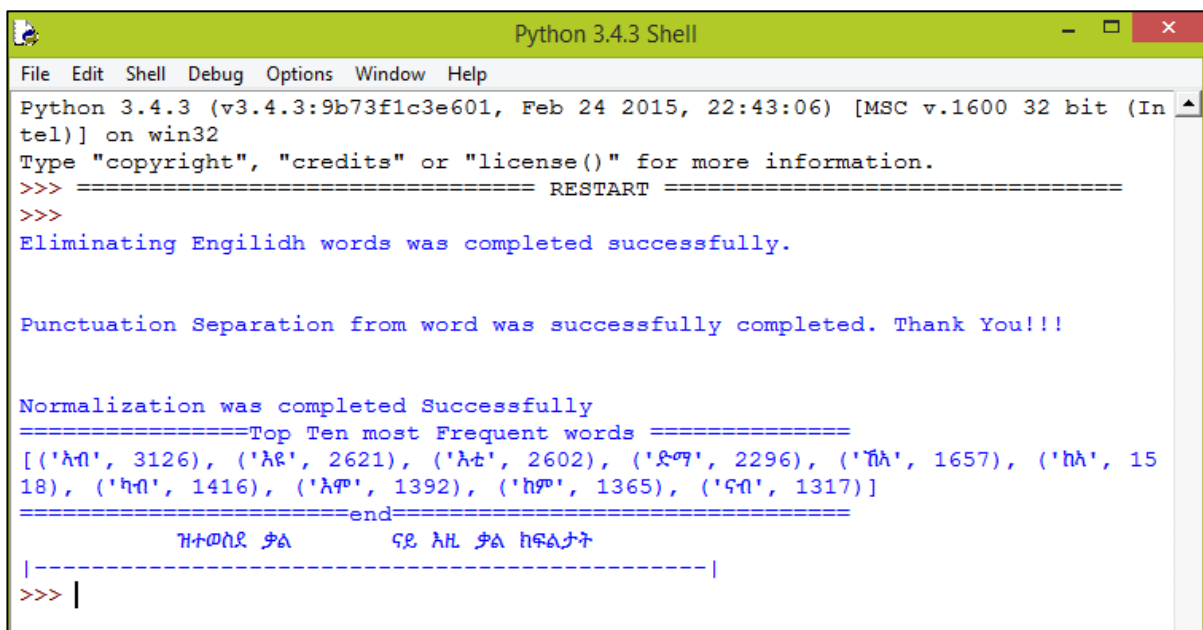 Python 3.4.3 Shell
File Edit Shell Debug Options Window Help
Python 3.4.3 (v3.4.3:9b73f1c3e601, Feb 24 2015, 22:43:06) [MSC v.1600 32 bit (In
tel)] on win32
Type "copyright", "credits" or "license()" for more information.
>>> ================================ RESTART ================================
>>>
Eliminating Engilidh words was completed successfully.
Punctuation Separation from word was successfully completed. Thank You!!!
Normalization was completed Successfully
================Top Ten most Frequent words ==============
[('ኣብ', 3126), ('እዩ', 2621), ('እቲ', 2602), ('ድማ', 2296), ('ኸኣ', 1657), ('ከኣ', 15
18), ('ካብ', 1416), ('እሞ', 1392), ('ከም', 1365), ('ናብ', 1317)]
=======================end================================
ዝተወስደ ቃል ናይ እዚ ቃል ክፍልታት
|-----------------------------------------------|
>>>